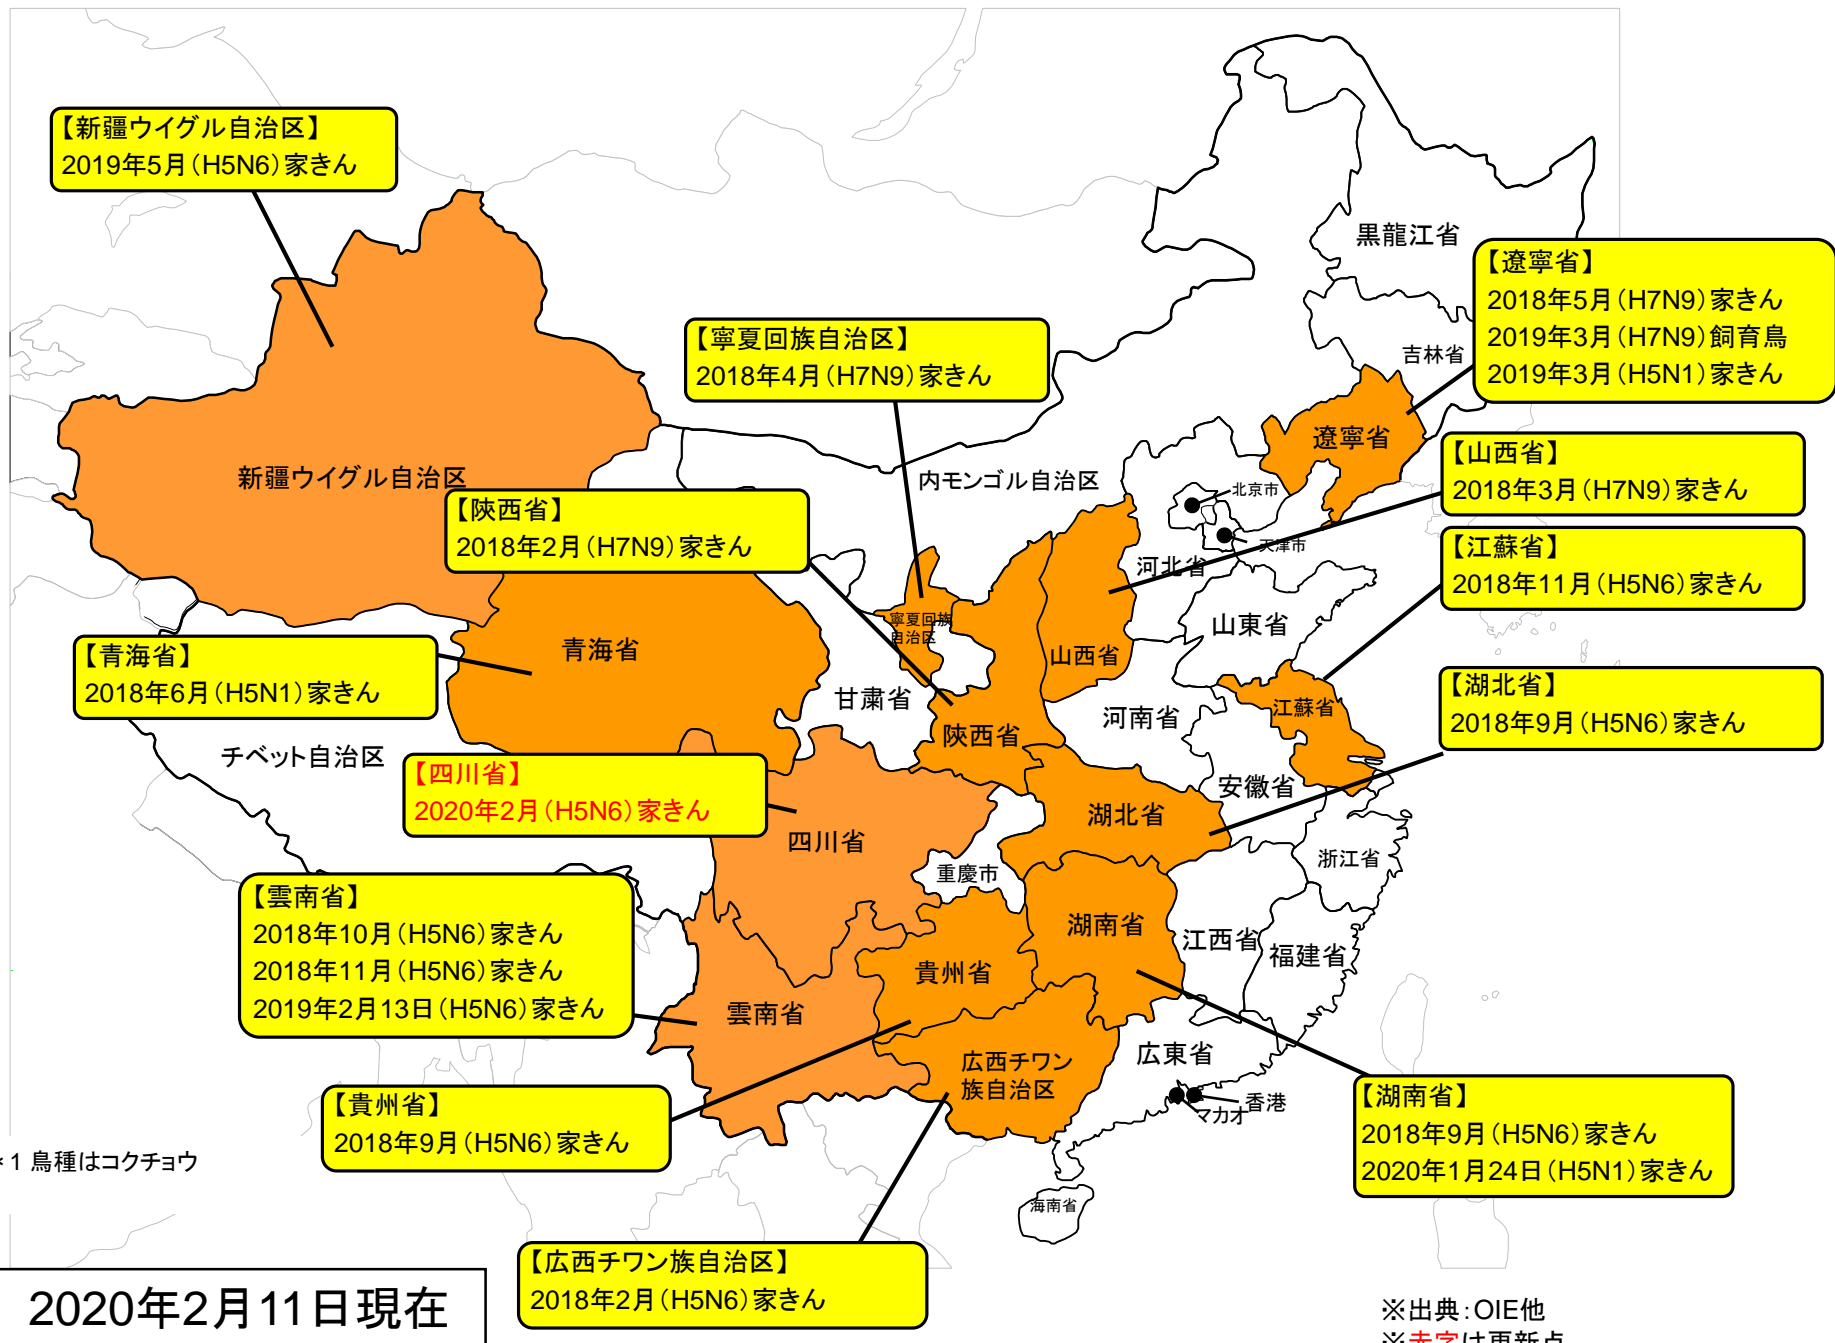 【新疆ウイグル自治区】
2019年5月（H5N6）家きん
黒龍江省
【遼寧省】
2018年5月（H7N9）家きん
2019年3月（H7N9）飼育鳥
2019年3月（H5N1）家きん
【寧夏回族自治区】
2018年4月（H7N9）家きん
吉林省
遼寧省
【山西省】
2018年3月（H7N9）家きん
新疆ウイグル自治区
内モンゴル自治区
北京市
【陝西省】
2018年2月（H7N9）家きん
天津市
河北省
【江蘇省】
2018年11月（H5N6）家きん
寧夏回族
自治区
山東省
青海省
山西省
【青海省】
2018年6月（H5N1）家きん
甘粛省
河南省
江蘇省
【湖北省】
2018年9月（H5N6）家きん
陝西省
チベット自治区
【四川省】
2020年2月（H5N6）家きん
安徽省
湖北省
四川省
浙江省
重慶市
【雲南省】
2018年10月（H5N6）家きん
2018年11月（H5N6）家きん
2019年2月13日（H5N6）家きん
湖南省
江西省
福建省
貴州省
雲南省
広西チワン
族自治区
広東省
香港
マカオ
【貴州省】
2018年9月（H5N6）家きん
【湖南省】
2018年9月（H5N6）家きん
2020年1月24日（H5N1）家きん
*1 鳥種はコクチョウ
海南省
【広西チワン族自治区】
2018年2月（H5N6）家きん
2020年2月11日現在
※出典：OIE他
※赤字は更新点